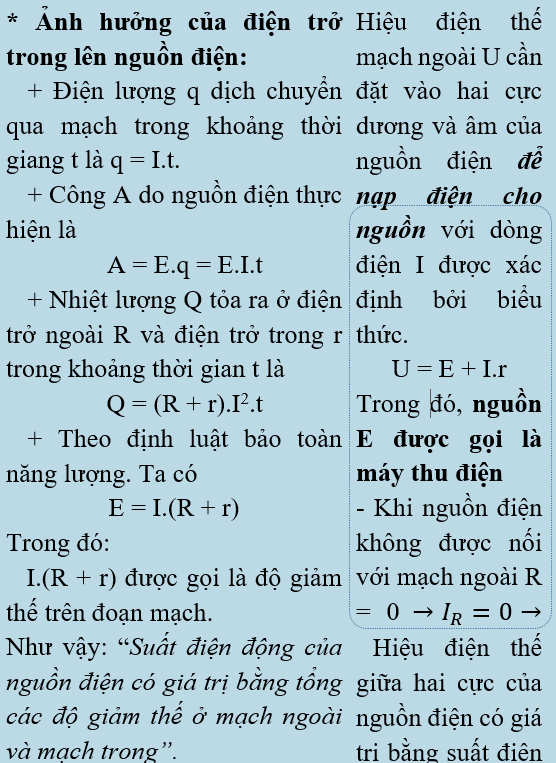 * Ảnh hưởng của điện trở
trong lên nguồn điện:
+ Điện lượng q dịch chuyển
qua mạch trong khoảng thời
giang t là q = I.t.
+ Công A do nguồn điện thực
hiện là
A = E.q = E.I.t
+ Nhiệt lượng Q tỏa ra ở điện
trở ngoài R và điện trở trong r
trong khoảng thời gian t là
Q = (R + r).I².t
+ Theo định luật bảo toàn
năng lượng. Ta có
E = I.(R + r)
Trong đó:
I.(R + r) được gọi là độ giảm
thế trên đoạn mạch.
Như vậy: “Suất điện động của
nguồn điện có giá trị bằng tổng
các độ giảm thế ở mạch ngoài
và mạch trong”.
Hiệu điện thế
mạch ngoài U cần
đặt vào hai cực
dương và âm của
nguồn điện để
nạp điện cho
nguồn với dòng
điện I được xác
định bởi biểu
thức.
U = E + I.r
Trong đó, nguồn
E được gọi là
máy thu điện
- Khi nguồn điện
không được nối
với mạch ngoài R
= 0 → I_R = 0 →
Hiệu điện thế
giữa hai cực của
nguồn điện có giá
trị bằng suất điện